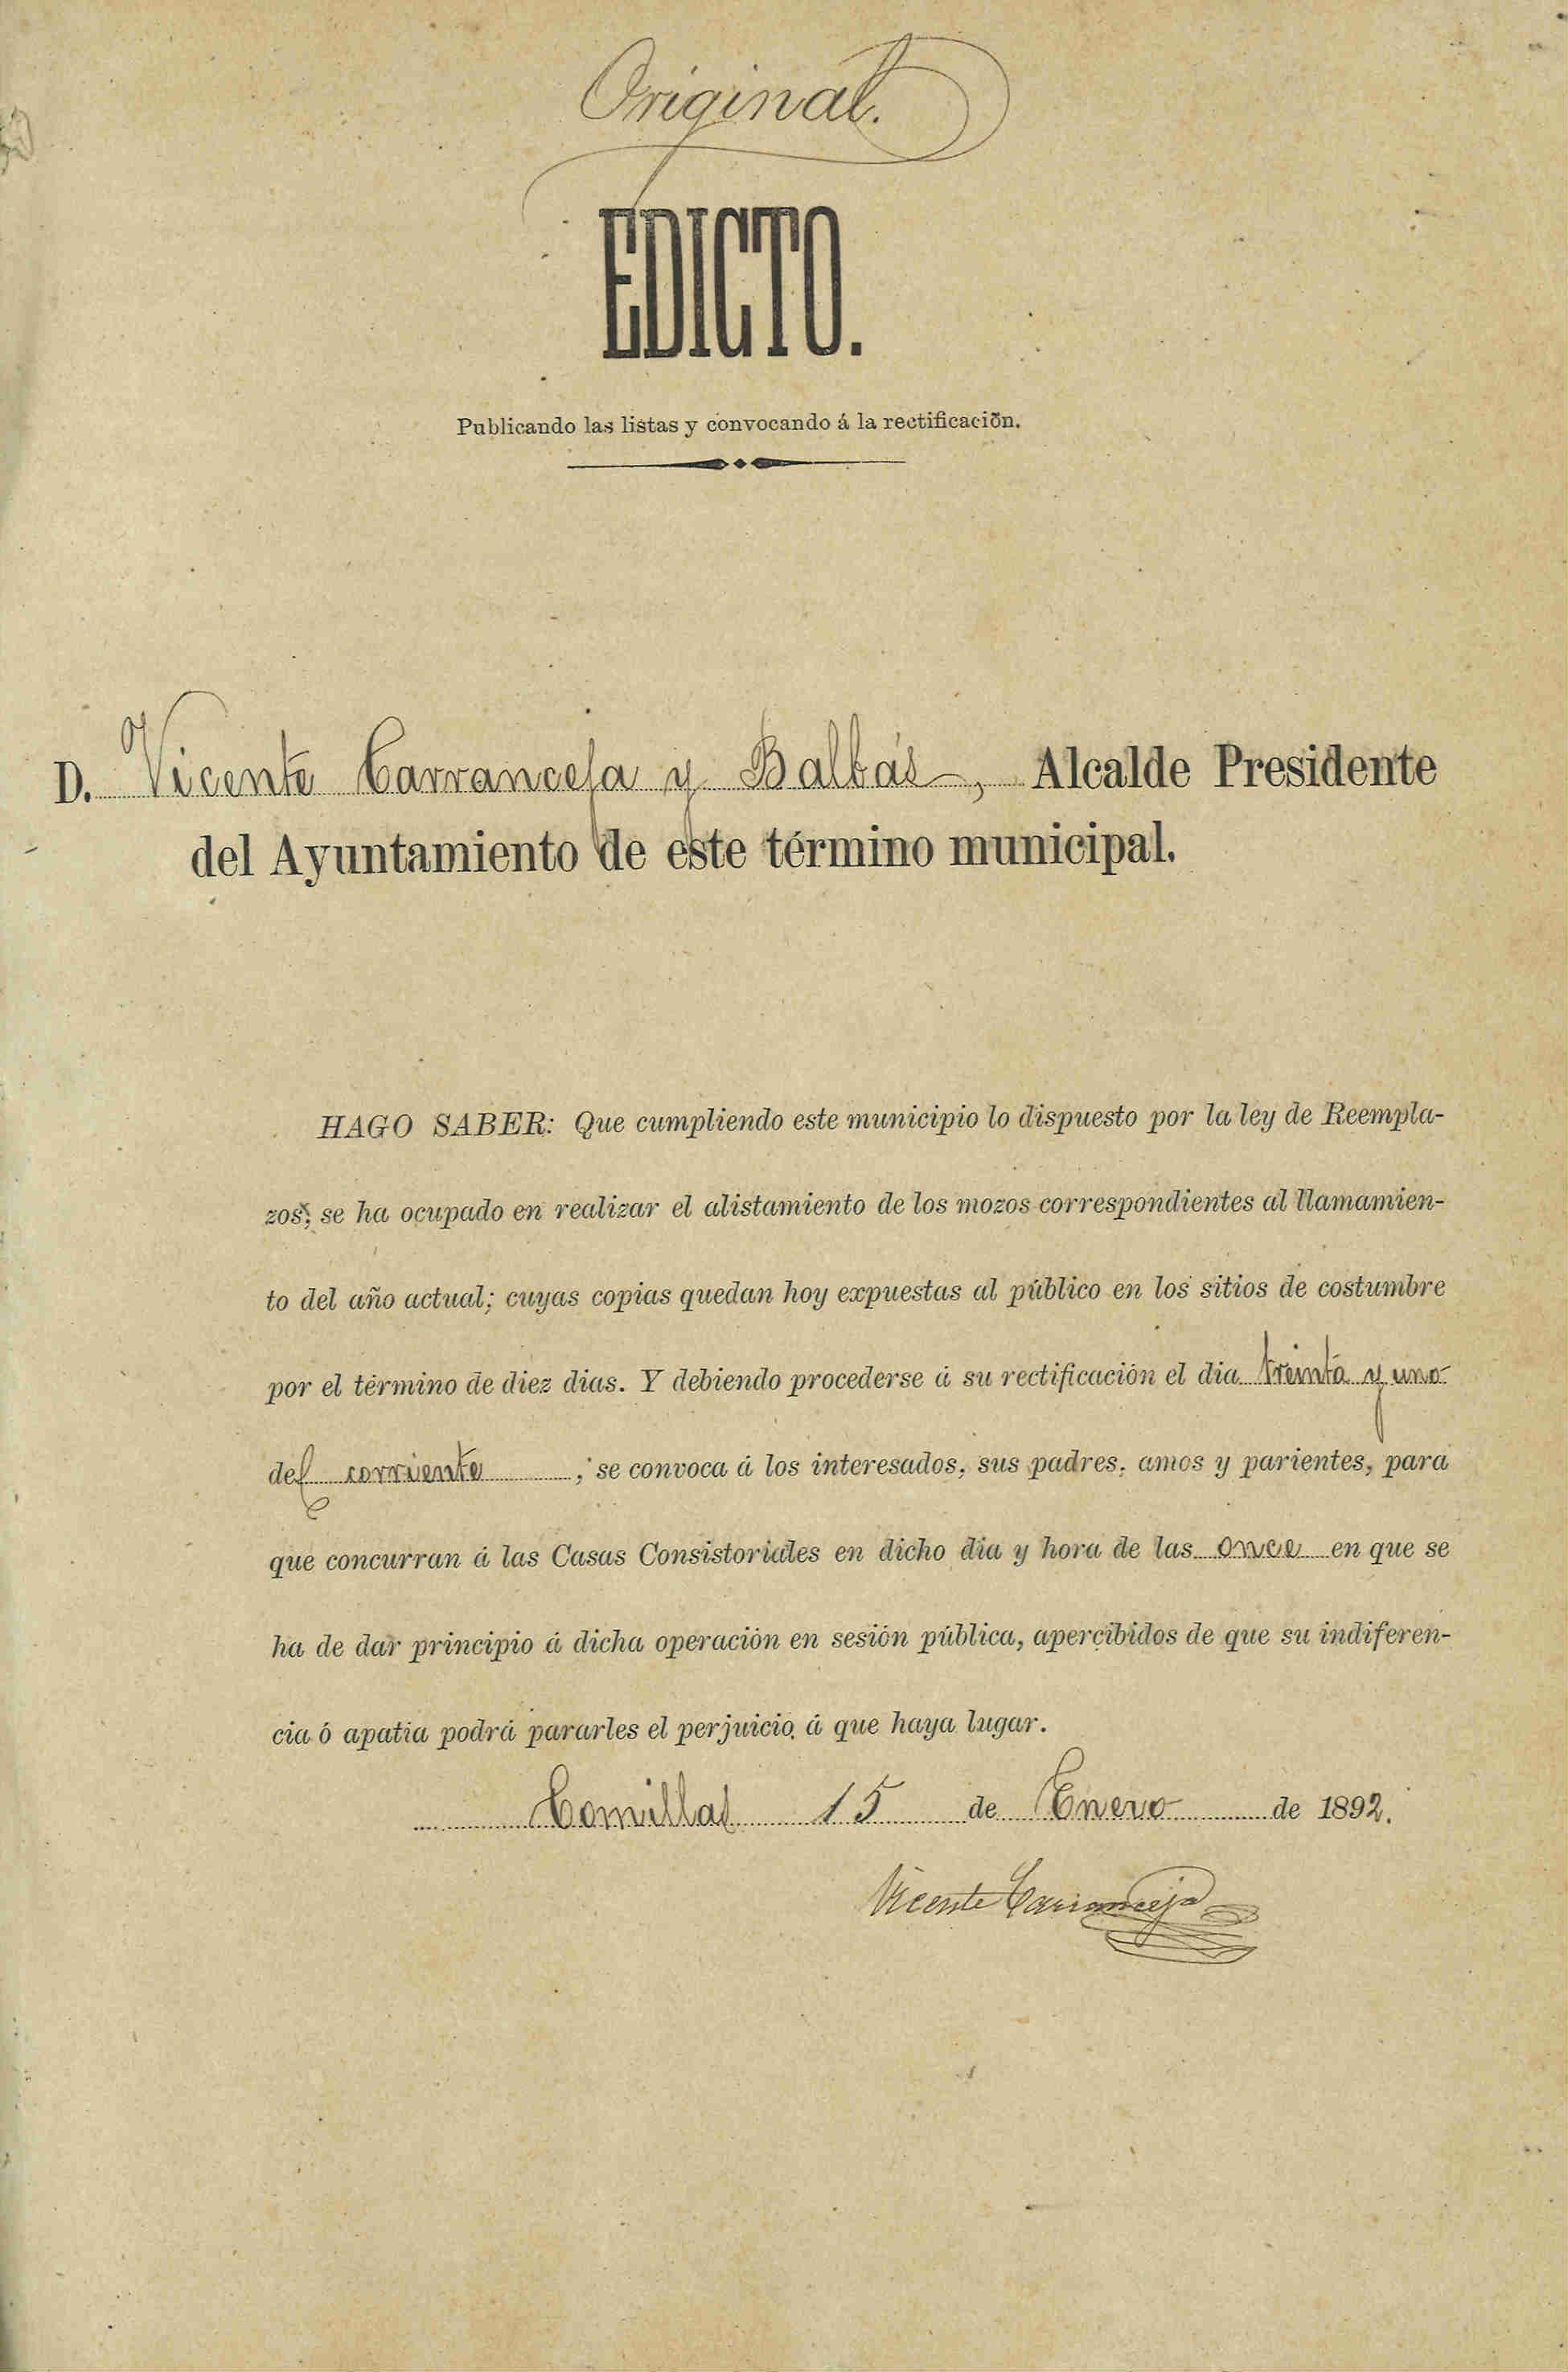 Original.
EDICTO.
Publicando las listas y convocando á la rectificación.
D. Vicente Carranceja y Balbás, Alcalde Presidente
del Ayuntamiento de este término municipal.
HAGO SABER: Que cumpliendo este municipio lo dispuesto por la ley de Reempla-
zos, se ha ocupado en realizar el alistamiento de los mozos correspondientes al llamamien-
to del año actual; cuyas copias quedan hoy expuestas al público en los sitios de costumbre
por el término de diez dias. Y debiendo procederse á su rectificación el dia treinta y uno
del corriente, se convoca á los interesados, sus padres, amos y parientes, para
que concurran á las Casas Consistoriales en dicho dia y hora de las once en que se
ha de dar principio á dicha operación en sesión pública, apercibidos de que su indiferen-
cia ó apatia podrá pararles el perjuicio á que haya lugar.
Comillas 15 de Enero de 1892.
Vicente Carranceja